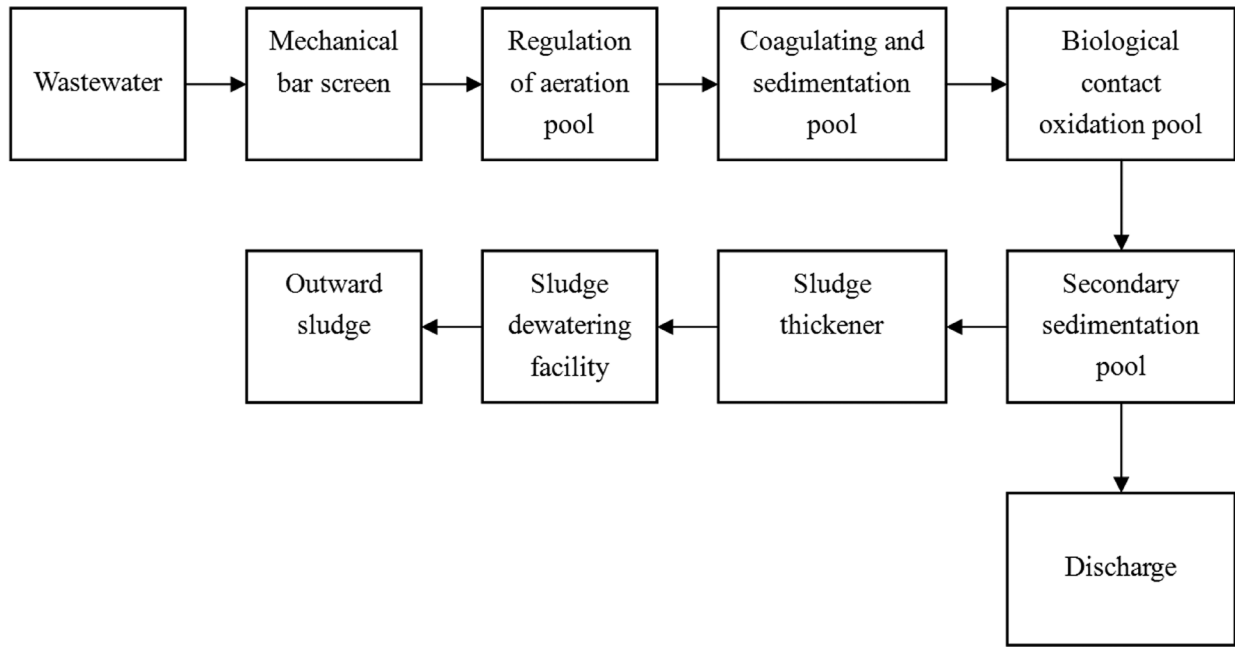 Wastewater
Mechanical
bar screen
Regulation
of aeration
pool
Coagulating and
sedimentation
pool
Biological
contact
oxidation pool
Outward
sludge
Sludge
dewatering
facility
Sludge
thickener
Secondary
sedimentation
pool
Discharge